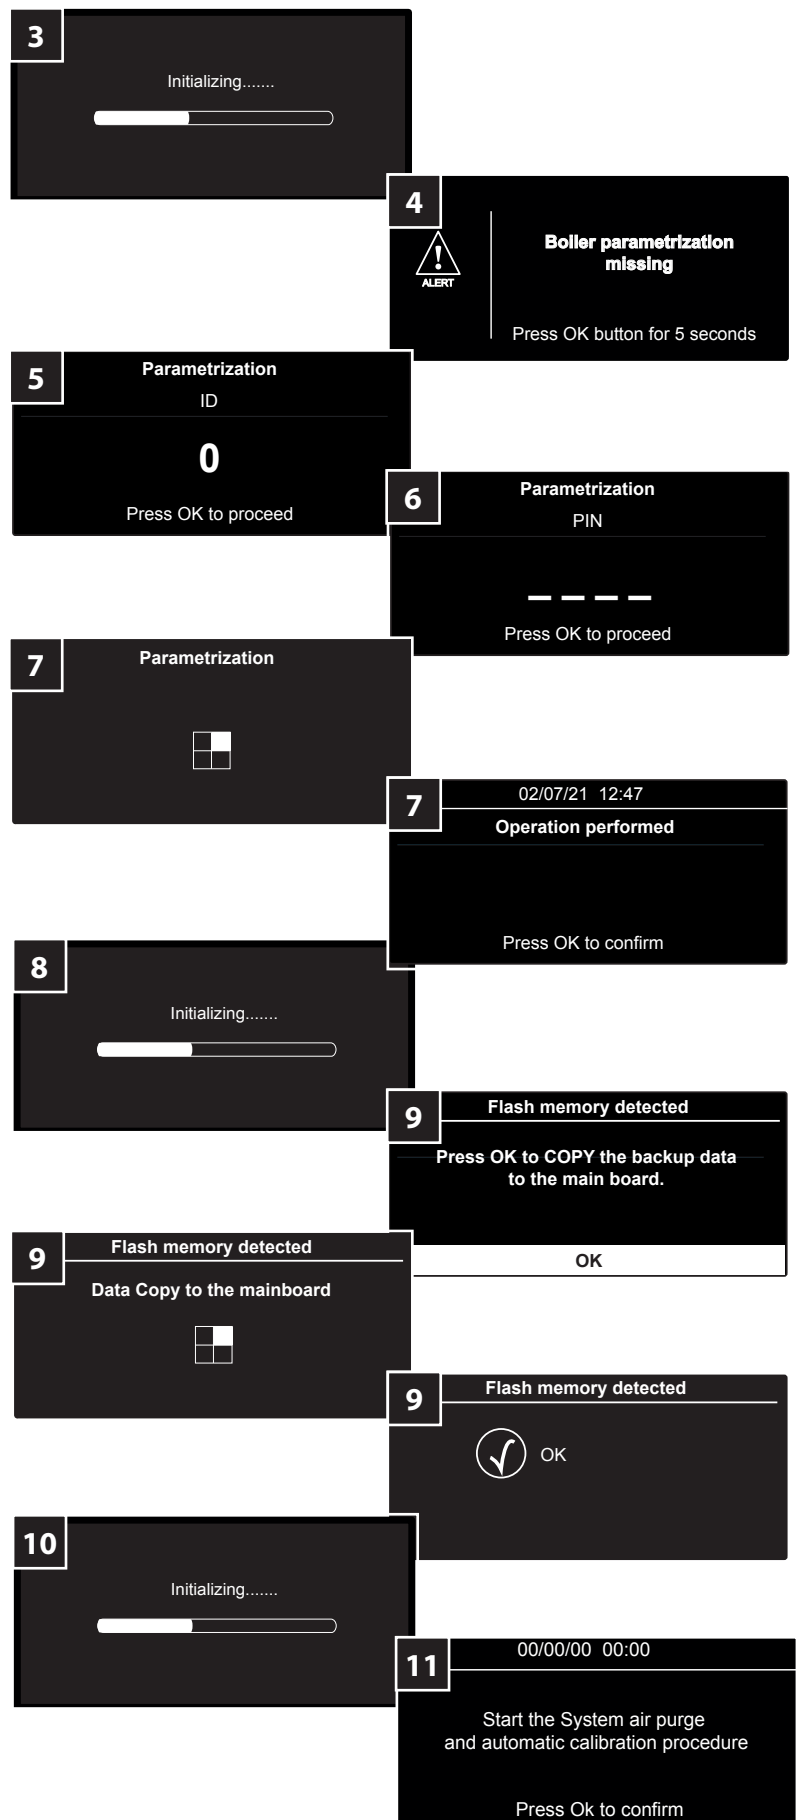 3
Initializing.......
4
ALERT
Boiler parametrization
missing
Press OK button for 5 seconds
5
Parametrization
ID
0
Press OK to proceed
6
Parametrization
PIN
_ _ _ _
Press OK to proceed
7
Parametrization
7
02/07/21 12:47
Operation performed
Press OK to confirm
8
Initializing.......
9
Flash memory detected
Press OK to COPY the backup data
to the main board.
OK
9
Flash memory detected
Data Copy to the mainboard
9
Flash memory detected
OK
10
Initializing.......
11
00/00/00 00:00
Start the System air purge
and automatic calibration procedure
Press Ok to confirm